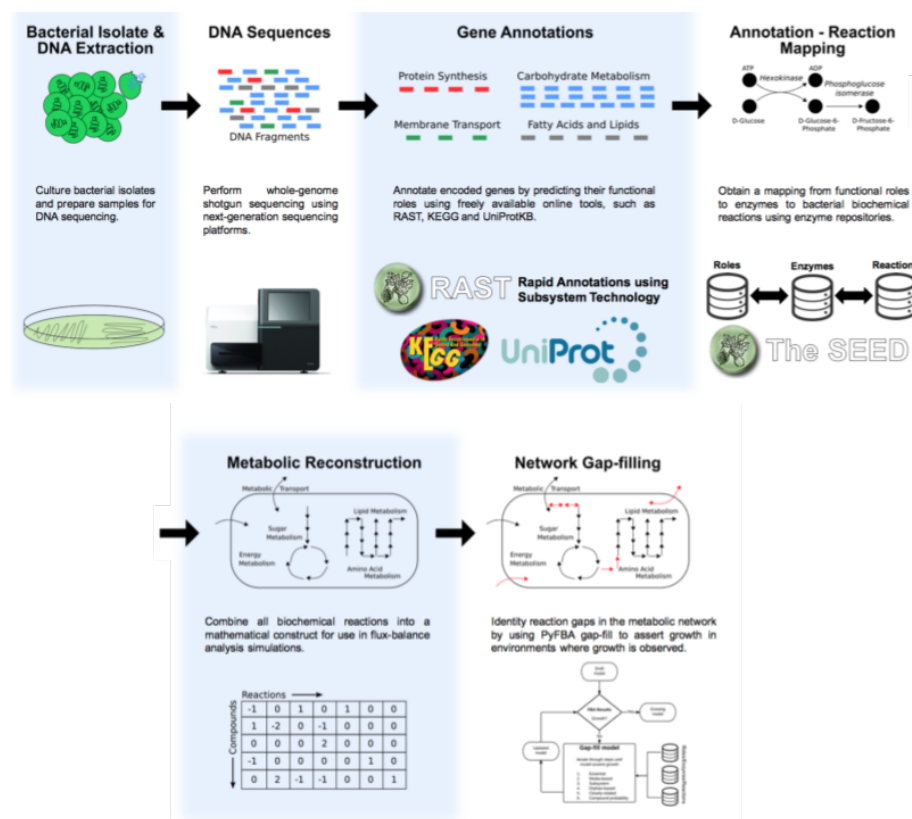 Bacterial Isolate &
DNA Extraction
Culture bacterial isolates
and prepare samples for
DNA sequencing.
DNA Sequences
DNA Fragments
Perform whole-genome
shotgun sequencing using
next-generation sequencing
platforms.
Gene Annotations
Protein Synthesis
Carbohydrate Metabolism
Membrane Transport
Fatty Acids and Lipids
Annotate encoded genes by predicting their functional
roles using freely available online tools, such as
RAST, KEGG and UniProtKB.
RAST
Rapid Annotations using
Subsystem Technology
KEGG
UniProt
Annotation - Reaction
Mapping
ATP
ADP
Hexokinase
Phosphoglucose
isomerase
D-Glucose
D-Glucose-6-
Phosphate
D-Fructose-6-
Phosphate
Obtain a mapping from functional roles
to enzymes to bacterial biochemical
reactions using enzyme repositories.
Roles
Enzymes
Reaction
The SEED
Metabolic Reconstruction
Metabolic Transport
Lipid Metabolism
Sugar
Metabolism
Energy
Metabolism
Amino Acid
Metabolism
Combine all biochemical reactions into a
mathematical construct for use in flux-balance
analysis simulations.
Reactions
Compounds
-1 0 1 0 1 0 0
1 -2 0 -1 0 0 0
0 0 0 2 0 0 0
-1 0 0 0 0 1 0
0 2 -1 -1 0 0 1
Network Gap-filling
Metabolic Transport
Lipid Metabolism
Sugar
Metabolism
Energy
Metabolism
Amino Acid
Metabolism
Identity reaction gaps in the metabolic network
by using PyFBA gap-fill to assert growth in
environments where growth is observed.
FBA Results
Growth?
Gap-fill model